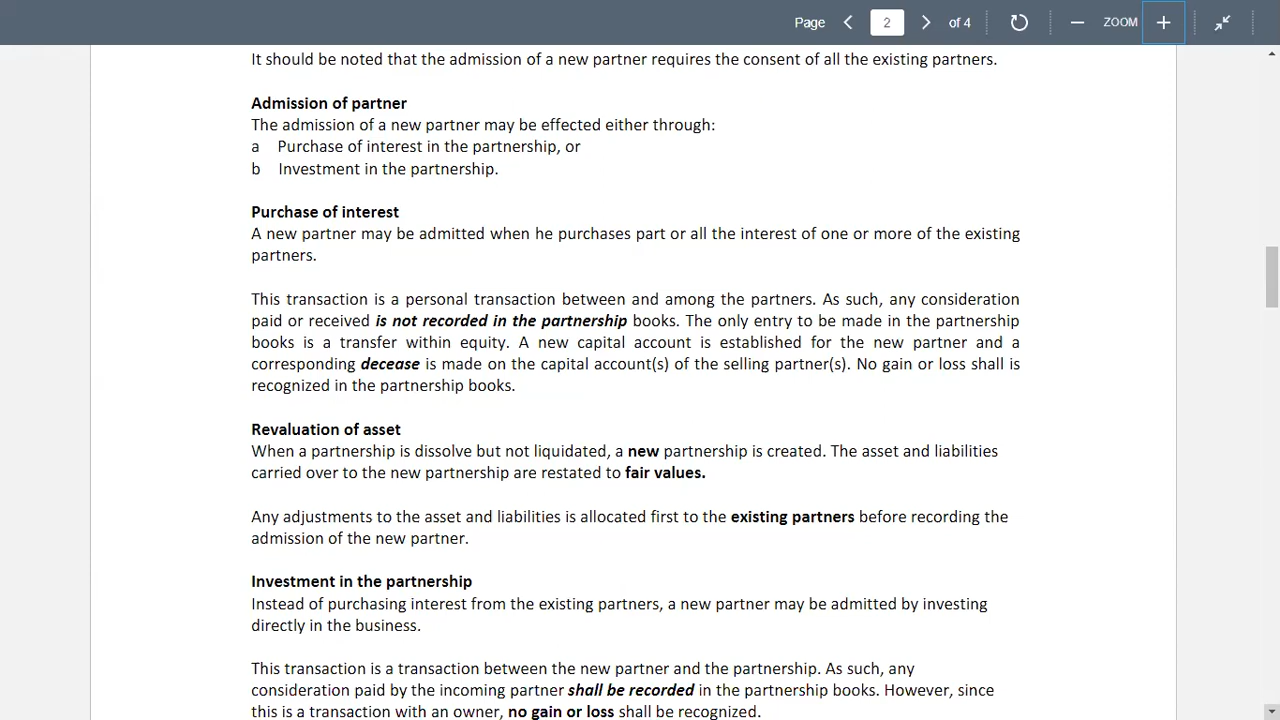 Page 2 of 4 ZOOM
It should be noted that the admission of a new partner requires the consent of all the existing partners.
Admission of partner
The admission of a new partner may be effected either through:
a Purchase of interest in the partnership, or
b Investment in the partnership.
Purchase of interest
A new partner may be admitted when he purchases part or all the interest of one or more of the existing
partners.
This transaction is a personal transaction between and among the partners. As such, any consideration
paid or received is not recorded in the partnership books. The only entry to be made in the partnership
books is a transfer within equity. A new capital account is established for the new partner and a
corresponding decease is made on the capital account(s) of the selling partner(s). No gain or loss shall is
recognized in the partnership books.
Revaluation of asset
When a partnership is dissolve but not liquidated, a new partnership is created. The asset and liabilities
carried over to the new partnership are restated to fair values.
Any adjustments to the asset and liabilities is allocated first to the existing partners before recording the
admission of the new partner.
Investment in the partnership
Instead of purchasing interest from the existing partners, a new partner may be admitted by investing
directly in the business.
This transaction is a transaction between the new partner and the partnership. As such, any
consideration paid by the incoming partner shall be recorded in the partnership books. However, since
this is a transaction with an owner, no gain or loss shall be recognized.